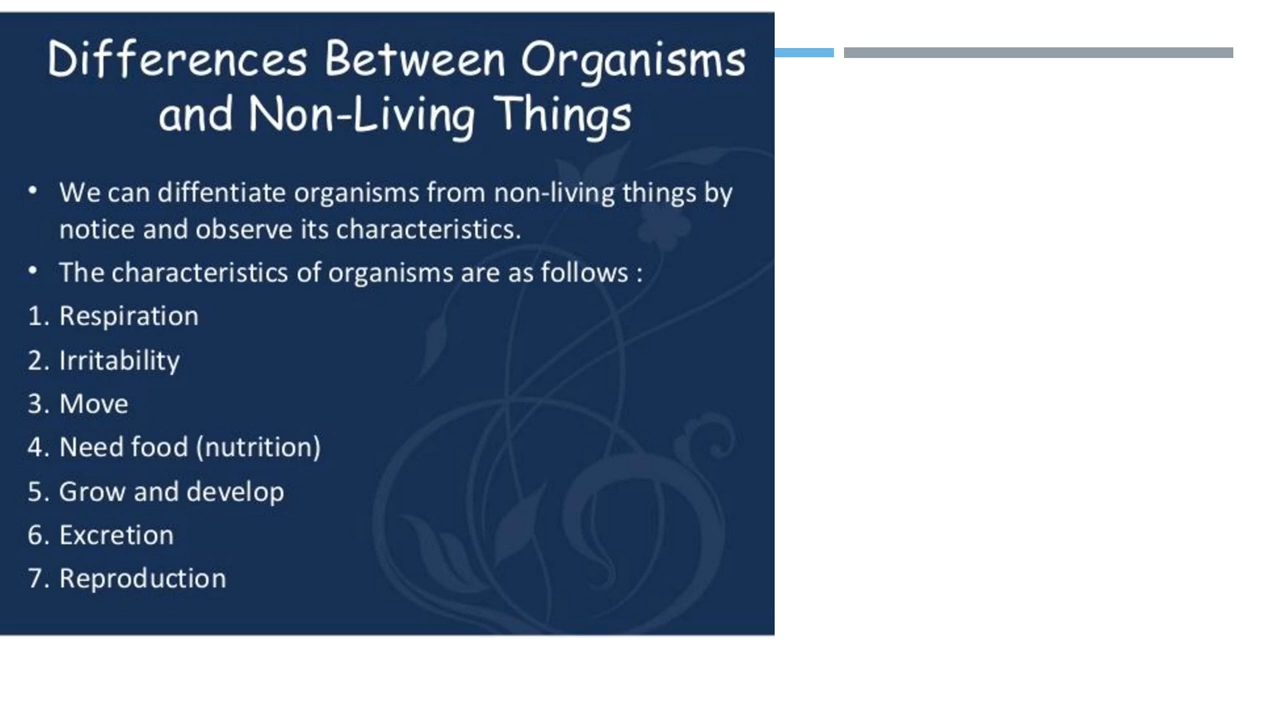 Differences Between Organisms
and Non-Living Things
• We can diffentiate organisms from non-living things by
notice and observe its characteristics.
• The characteristics of organisms are as follows :
1. Respiration
2. Irritability
3. Move
4. Need food (nutrition)
5. Grow and develop
6. Excretion
7. Reproduction